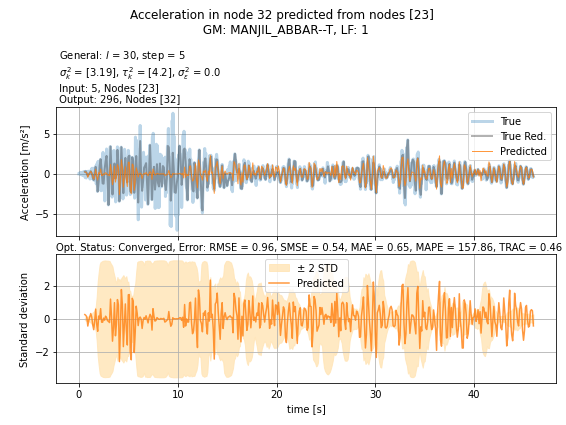 Acceleration in node 32 predicted from nodes [23]
GM: MANJIL_ABBAR--T, LF: 1
General: l = 30, step = 5
σ²ₖ = [3.19], τ²ₖ = [4.2], σ²ε = 0.0
Input: 5, Nodes [23]
Output: 296, Nodes [32]
Acceleration [m/s²]
5
0
−5
True
True Red.
Predicted
Opt. Status: Converged, Error: RMSE = 0.96, SMSE = 0.54, MAE = 0.65, MAPE = 157.86, TRAC = 0.46
Standard deviation
2
0
−2
± 2 STD
Predicted
0 10 20 30 40
time [s]